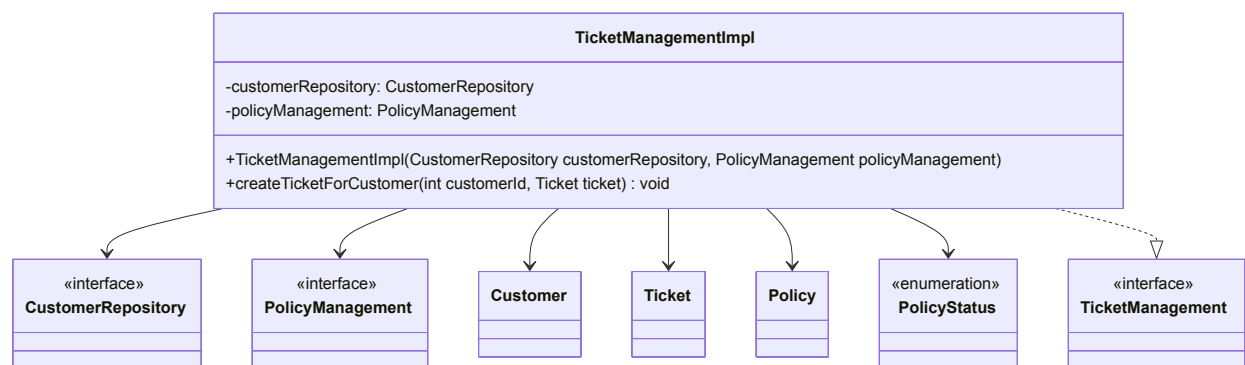 TicketManagementImpl
-customerRepository: CustomerRepository
-policyManagement: PolicyManagement
+TicketManagementImpl(CustomerRepository customerRepository, PolicyManagement policyManagement)
+createTicketForCustomer(int customerId, Ticket ticket) : void
«interface»
CustomerRepository
«interface»
PolicyManagement
Customer
Ticket
Policy
«enumeration»
PolicyStatus
«interface»
TicketManagement